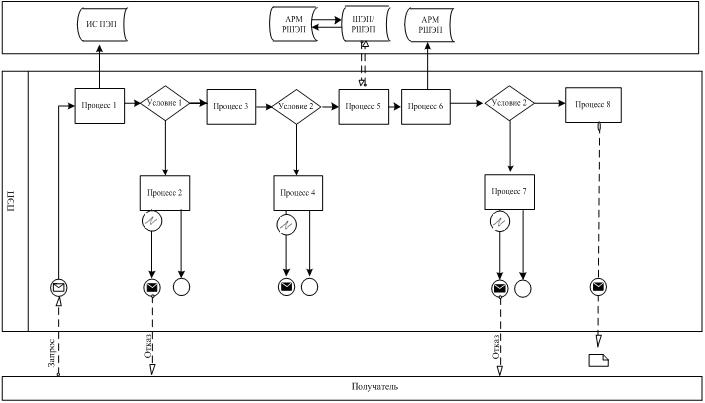 ИС ПЭП
АРМ
РШЭП
ШЭП/
РШЭП
АРМ
РШЭП
Процесс 1
Условие 1
Процесс 3
Условие 2
Процесс 5
Процесс 6
Условие 2
Процесс 8
Процесс 2
Процесс 4
Процесс 7
ПЭП
Запрос
Отказ
Отказ
Получатель